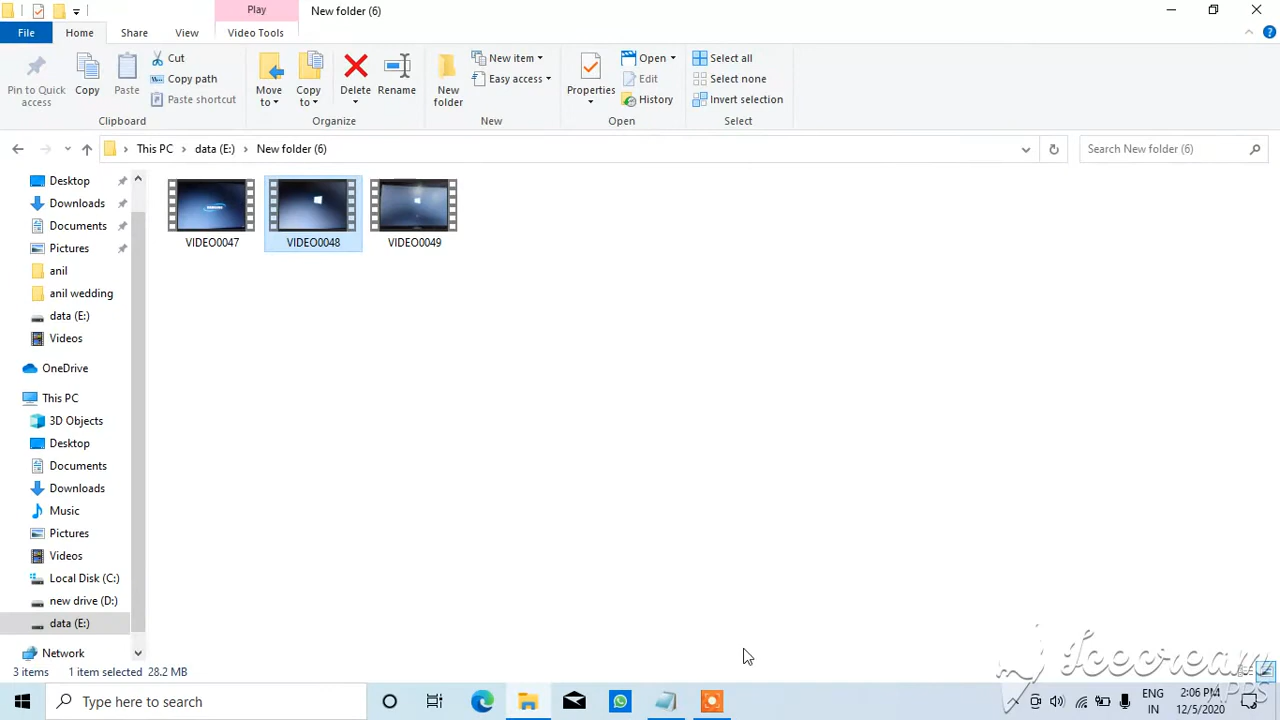 Play
New folder (6)
File
Home
Share
View
Video Tools
Pin to Quick
access
Copy
Paste
Cut
Copy path
Paste shortcut
Clipboard
Move
to
Copy
to
Delete
Rename
Organize
New
folder
New item
Easy access
New
Properties
Open
Edit
History
Open
Select all
Select none
Invert selection
Select
This PC
data (E:)
New folder (6)
Search New folder (6)
Desktop
Downloads
Documents
Pictures
anil
anil wedding
data (E:)
Videos
OneDrive
This PC
3D Objects
Desktop
Documents
Downloads
Music
Pictures
Videos
Local Disk (C:)
new drive (D:)
data (E:)
Network
SAMSUNG
VIDEO0047
VIDEO0048
VIDEO0049
3 items
1 item selected 28.2 MB
Icecream
APPS
Type here to search
ENG
IN
2:06 PM
12/5/2020